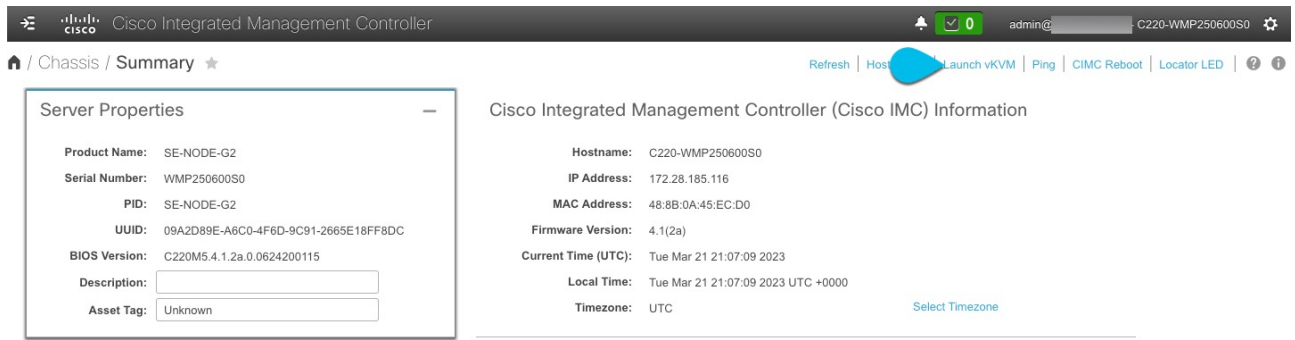 cisco Cisco Integrated Management Controller 0 admin@ C220-WMP250600S0
/ Chassis / Summary Refresh | Host | Launch vKVM | Ping | CIMC Reboot | Locator LED |
Server Properties
Product Name: SE-NODE-G2
Serial Number: WMP250600S0
PID: SE-NODE-G2
UUID: 09A2D89E-A6C0-4F6D-9C91-2665E18FF8DC
BIOS Version: C220M5.4.1.2a.0.0624200115
Description:
Asset Tag: Unknown
Cisco Integrated Management Controller (Cisco IMC) Information
Hostname: C220-WMP250600S0
IP Address: 172.28.185.116
MAC Address: 48:8B:0A:45:EC:D0
Firmware Version: 4.1(2a)
Current Time (UTC): Tue Mar 21 21:07:09 2023
Local Time: Tue Mar 21 21:07:09 2023 UTC +0000
Timezone: UTC Select Timezone